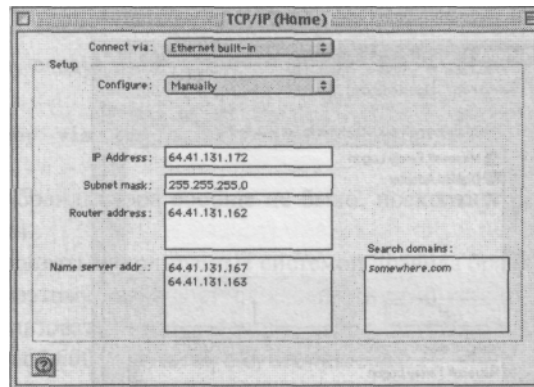 TCP/IP (Home)
Connect via: Ethernet built-in
Setup
Configure: Manually
IP Address: 64.41.131.172
Subnet mask: 255.255.255.0
Router address: 64.41.131.162
Search domains:
Name server addr.: 64.41.131.167 somewhere.com
64.41.131.163
?